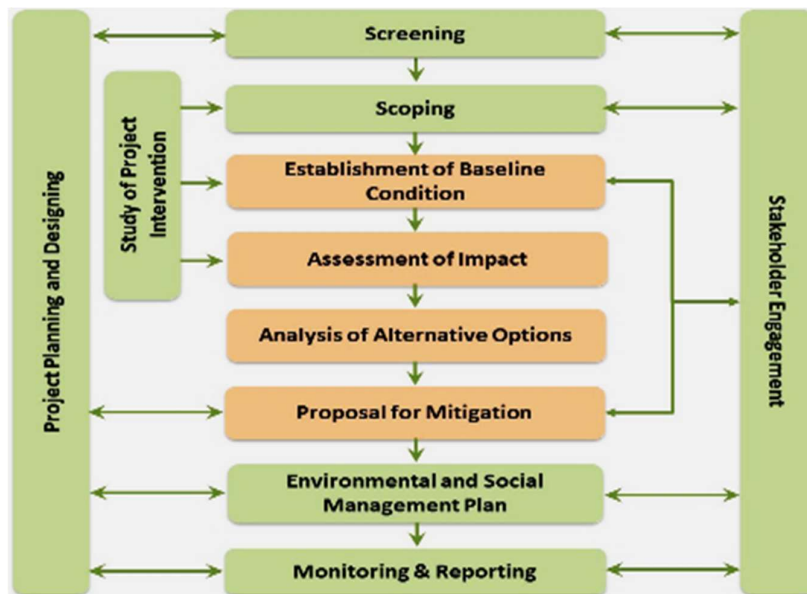 Screening
Scoping
Establishment of Baseline
Condition
Assessment of Impact
Analysis of Alternative Options
Proposal for Mitigation
Environmental and Social
Management Plan
Monitoring & Reporting
Project Planning and Designing
Study of Project
Intervention
Stakeholder Engagement